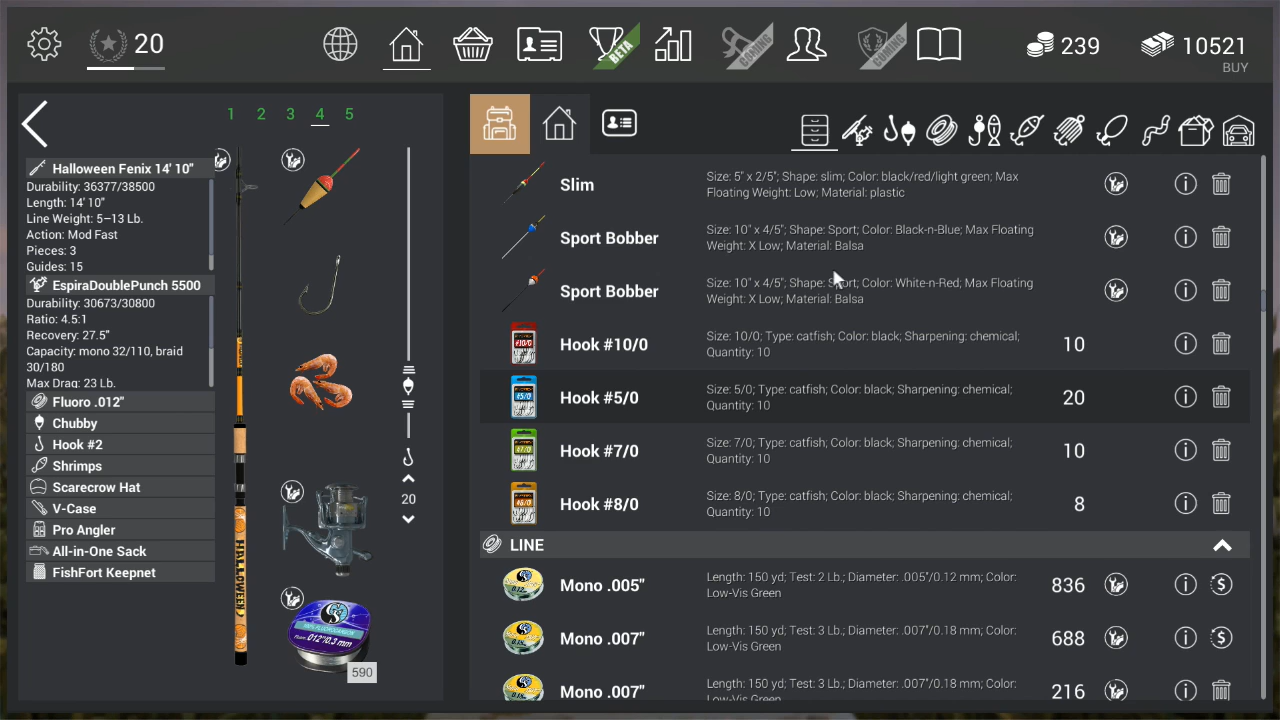 20
BETA
COMING
COMING
239
10521
BUY
1 2 3 4 5
Halloween Fenix 14' 10"
Durability: 36377/38500
Length: 14' 10"
Line Weight: 5–13 Lb.
Action: Mod Fast
Pieces: 3
Guides: 15
EspiraDoublePunch 5500
Durability: 30673/30800
Ratio: 4.5:1
Recovery: 27.5"
Capacity: mono 32/110, braid
30/180
Max Drag: 23 Lb.
Fluoro .012"
Chubby
Hook #2
Shrimps
Scarecrow Hat
V-Case
Pro Angler
All-in-One Sack
FishFort Keepnet
HALLOWEEN
20
590
Slim
Size: 5" x 2/5"; Shape: slim; Color: black/red/light green; Max
Floating Weight: Low; Material: plastic
Sport Bobber
Size: 10" x 4/5"; Shape: Sport; Color: Black-n-Blue; Max Floating
Weight: X Low; Material: Balsa
Sport Bobber
Size: 10" x 4/5"; Shape: Sport; Color: White-n-Red; Max Floating
Weight: X Low; Material: Balsa
Hook #10/0
Size: 10/0; Type: catfish; Color: black; Sharpening: chemical;
Quantity: 10
10
Hook #5/0
Size: 5/0; Type: catfish; Color: black; Sharpening: chemical;
Quantity: 10
20
Hook #7/0
Size: 7/0; Type: catfish; Color: black; Sharpening: chemical;
Quantity: 10
10
Hook #8/0
Size: 8/0; Type: catfish; Color: black; Sharpening: chemical;
Quantity: 10
8
LINE
Mono .005"
Length: 150 yd; Test: 2 Lb.; Diameter: .005"/0.12 mm; Color:
Low-Vis Green
836
Mono .007"
Length: 150 yd; Test: 3 Lb.; Diameter: .007"/0.18 mm; Color:
Low-Vis Green
688
Mono .007"
Length: 150 yd; Test: 3 Lb.; Diameter: .007"/0.18 mm; Color:
Low-Vis Green
216